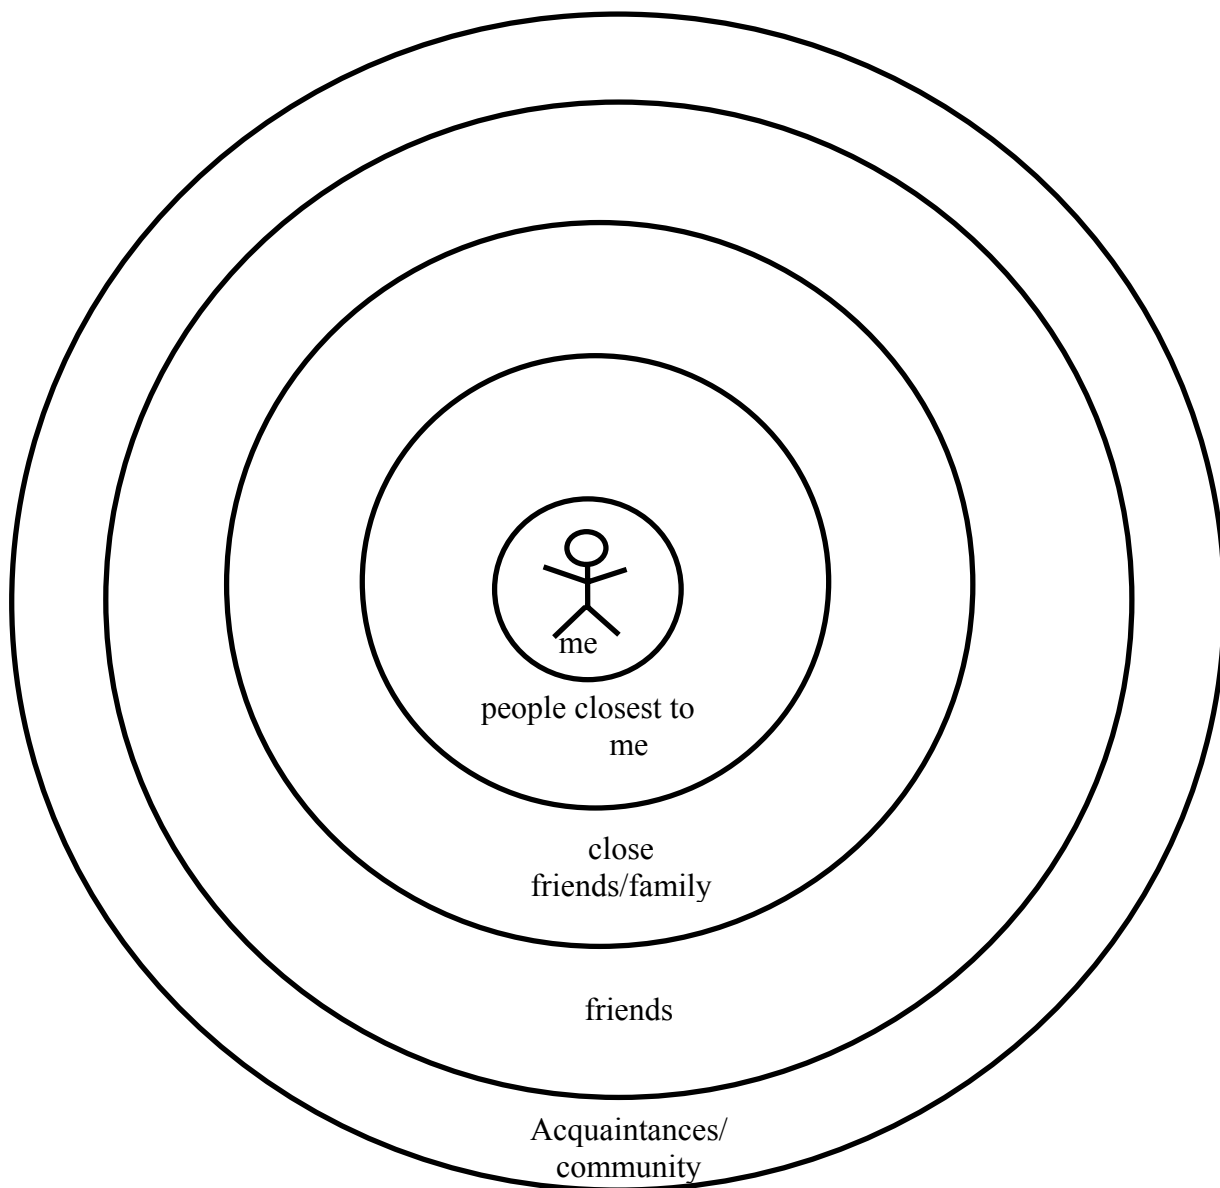 me
people closest to
me
close
friends/family
friends
Acquaintances/
community